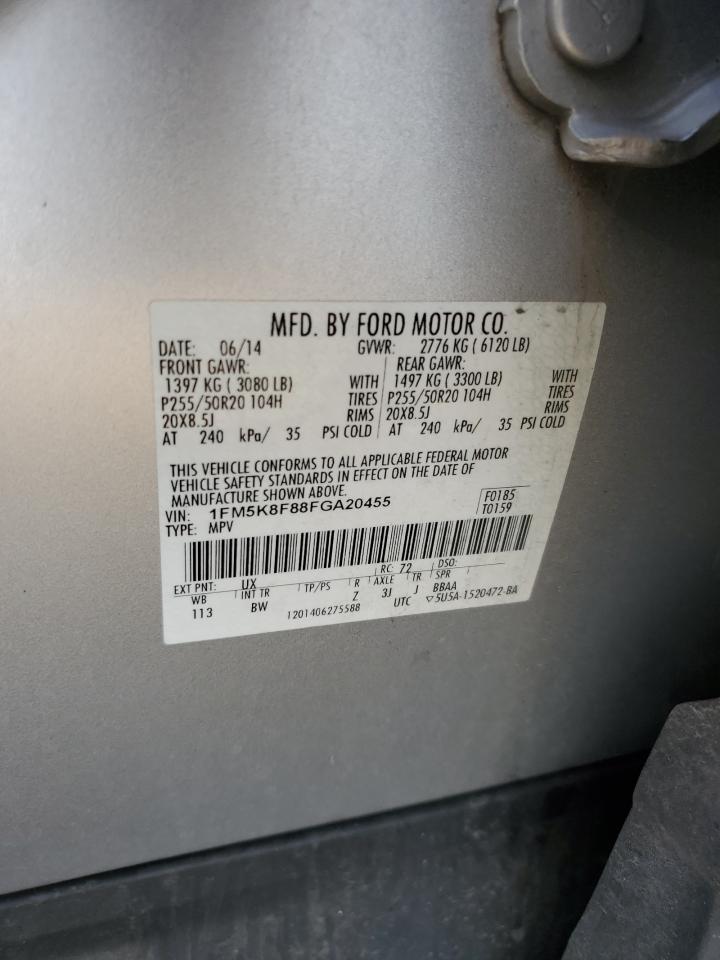 MFD. BY FORD MOTOR CO.
DATE: 06/14 GVWR: 2776 KG ( 6120 LB)
FRONT GAWR: REAR GAWR:
1397 KG ( 3080 LB) WITH 1497 KG ( 3300 LB) WITH
P255/50R20 104H TIRES P255/50R20 104H TIRES
20X8.5J RIMS 20X8.5J RIMS
AT 240 kPa/ 35 PSI COLD AT 240 kPa/ 35 PSI COLD
THIS VEHICLE CONFORMS TO ALL APPLICABLE FEDERAL MOTOR
VEHICLE SAFETY STANDARDS IN EFFECT ON THE DATE OF
MANUFACTURE SHOWN ABOVE.
VIN: 1FM5K8F88FGA20455 F0185
TYPE: MPV T0159
EXT PNT: UX RC: 72 DSO:
WB INT TR TP/PS R AXLE TR SPR
113 BW Z 3J J BBAA
1201406275588 UTC ▽5U5A-1520472-BA